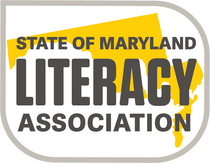 STATE OF MARYLAND
LITERACY
ASSOCIATION